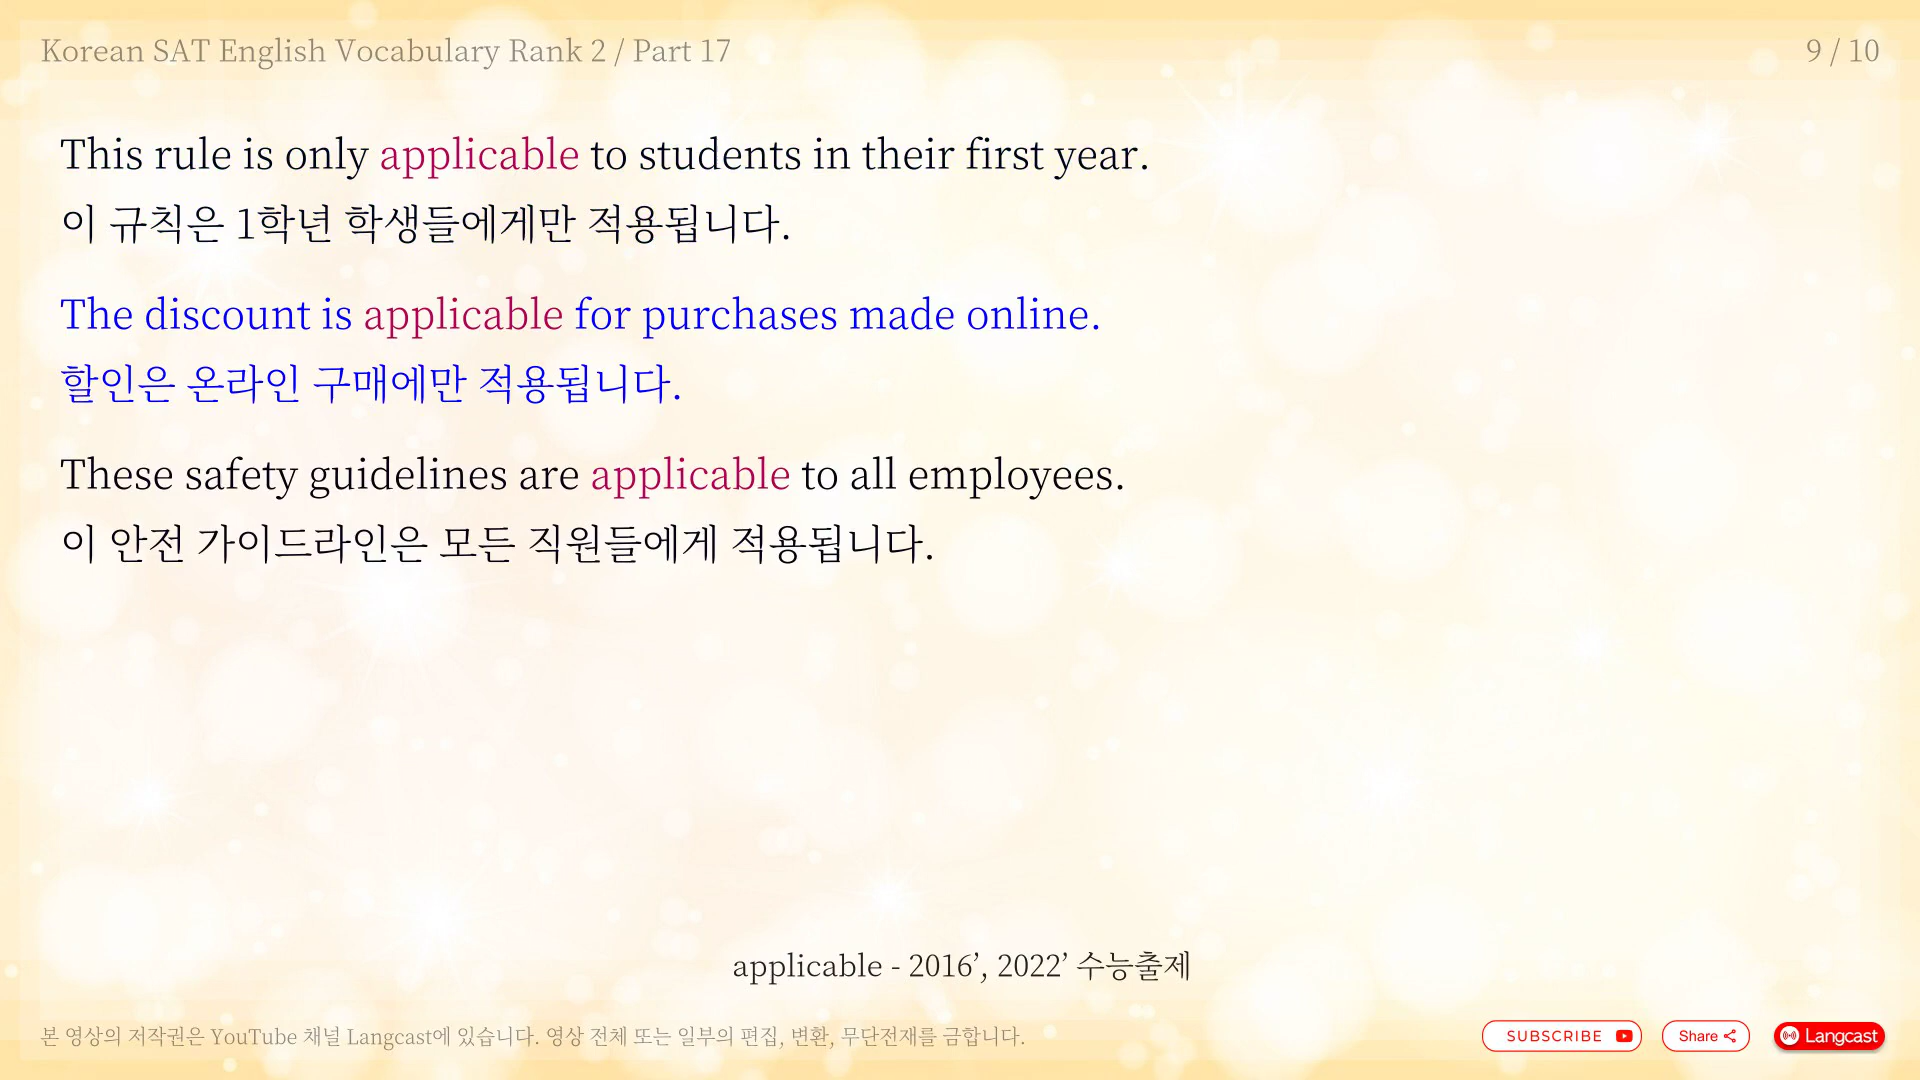 Korean SAT English Vocabulary Rank 2 / Part 17
9 / 10
This rule is only applicable to students in their first year.
이 규칙은 1학년 학생들에게만 적용됩니다.
The discount is applicable for purchases made online.
할인은 온라인 구매에만 적용됩니다.
These safety guidelines are applicable to all employees.
이 안전 가이드라인은 모든 직원들에게 적용됩니다.
applicable - 2016’, 2022’ 수능출제
본 영상의 저작권은 YouTube 채널 Langcast에 있습니다. 영상 전체 또는 일부의 편집, 변환, 무단전재를 금합니다.
SUBSCRIBE
Share
Langcast